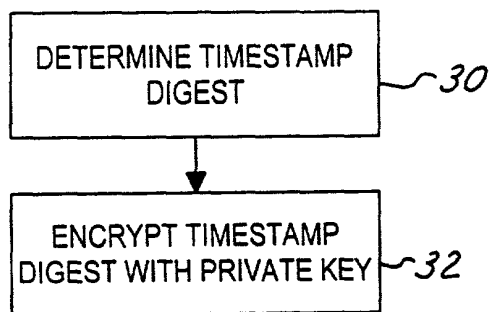 DETERMINE TIMESTAMP
DIGEST
30
ENCRYPT TIMESTAMP
DIGEST WITH PRIVATE KEY
32